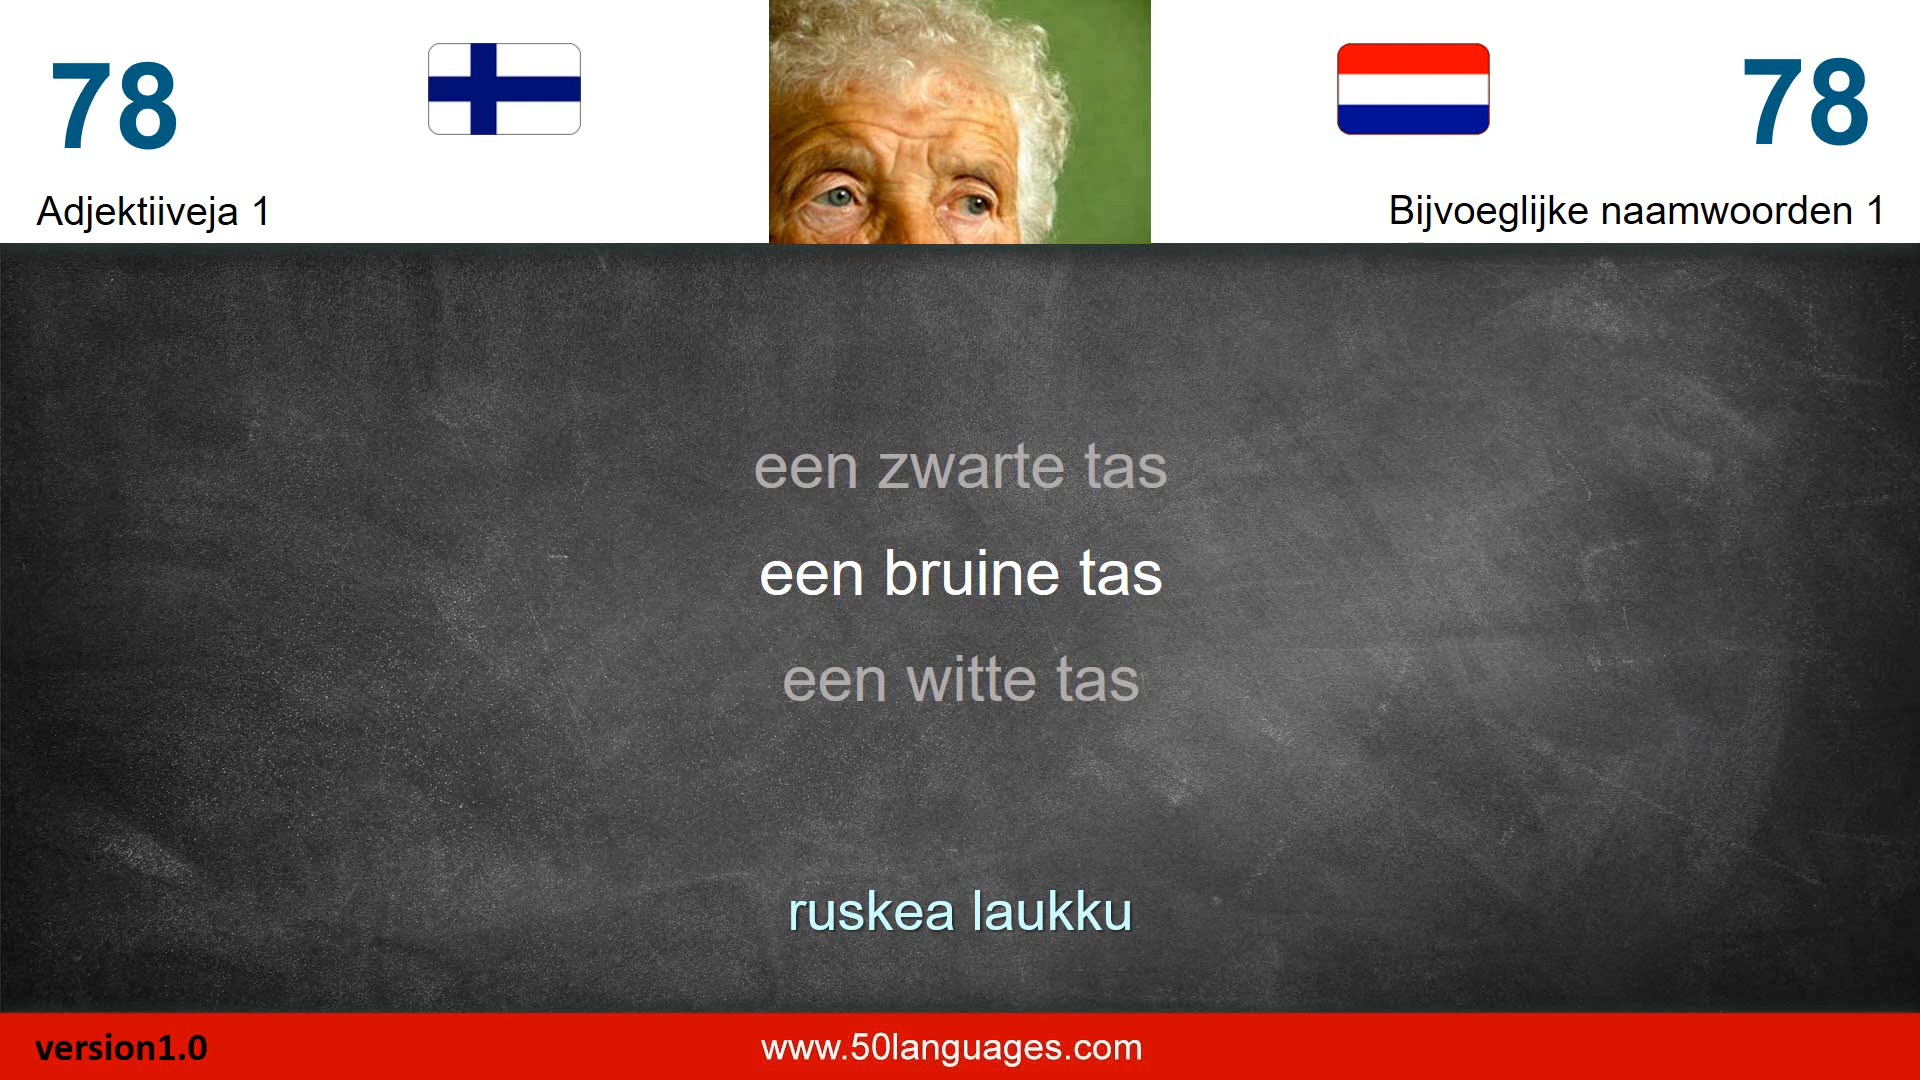 78
78
Adjektiiveja 1
Bijvoeglijke naamwoorden 1
een zwarte tas
een bruine tas
een witte tas
ruskea laukku
version1.0
www.50languages.com